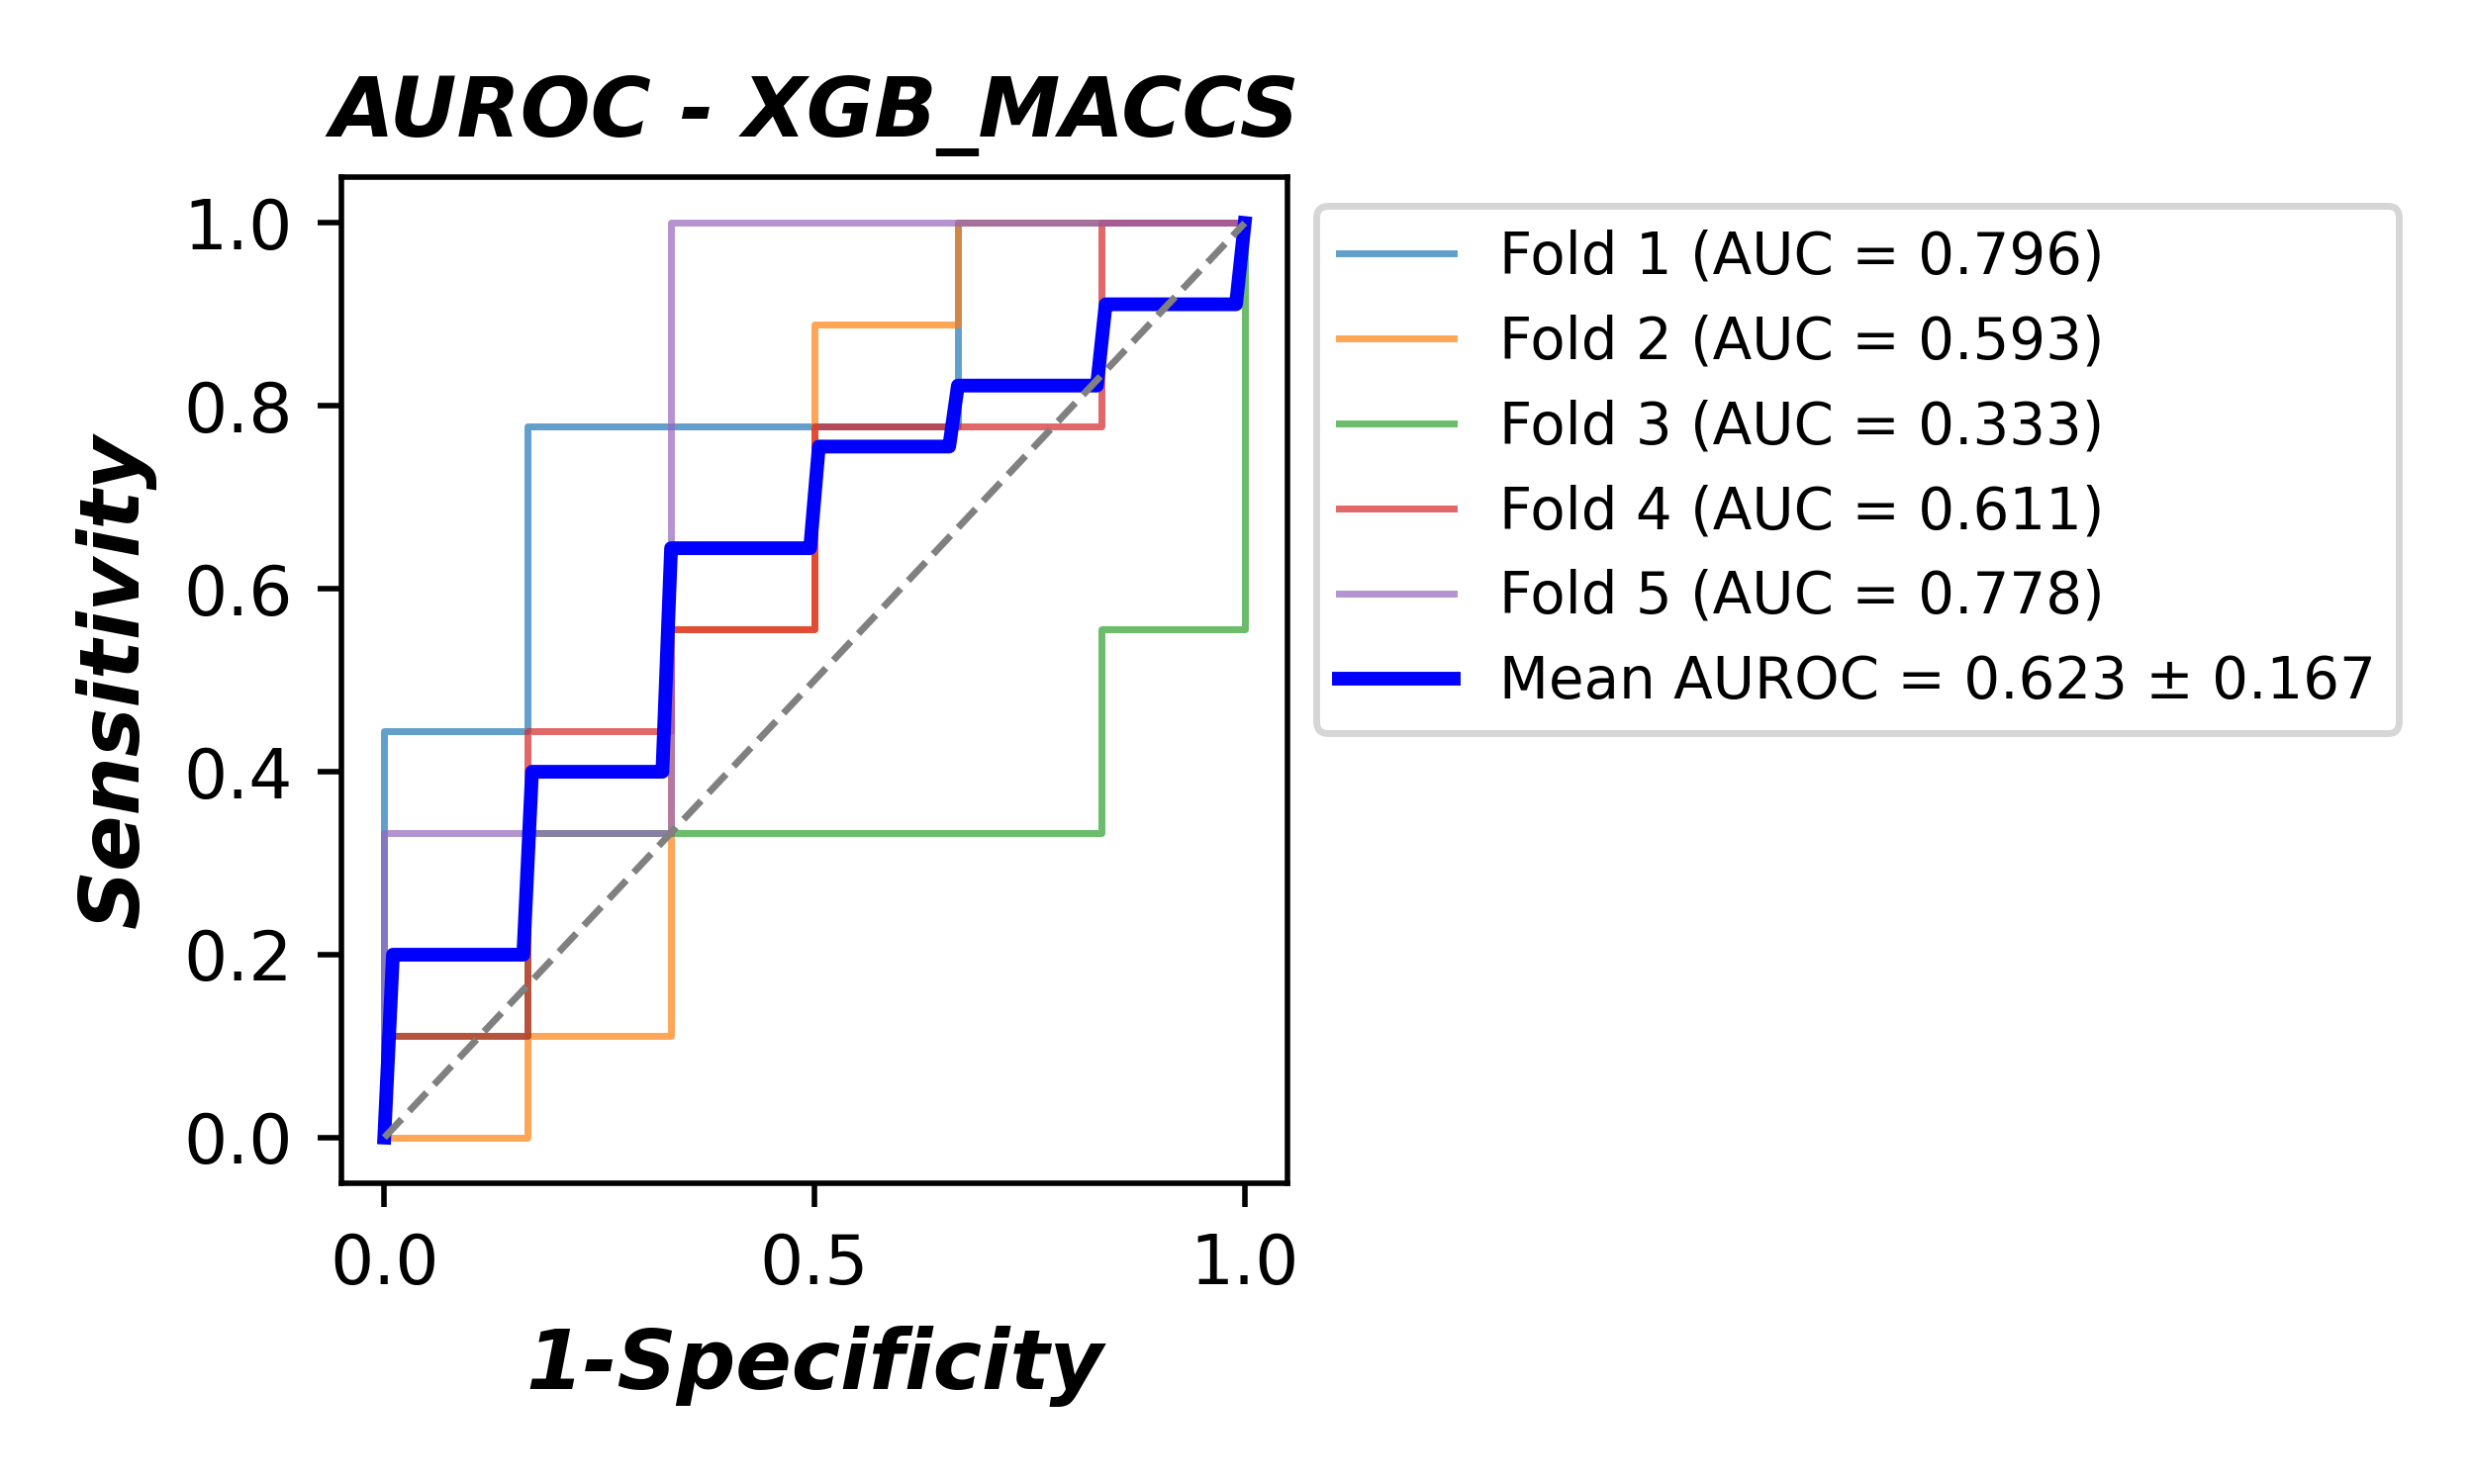 AUROC - XGB_MACCS
Sensitivity
1.0
0.8
0.6
0.4
0.2
0.0
0.0
0.5
1.0
1-Specificity
Fold 1 (AUC = 0.796)
Fold 2 (AUC = 0.593)
Fold 3 (AUC = 0.333)
Fold 4 (AUC = 0.611)
Fold 5 (AUC = 0.778)
Mean AUROC = 0.623 ± 0.167